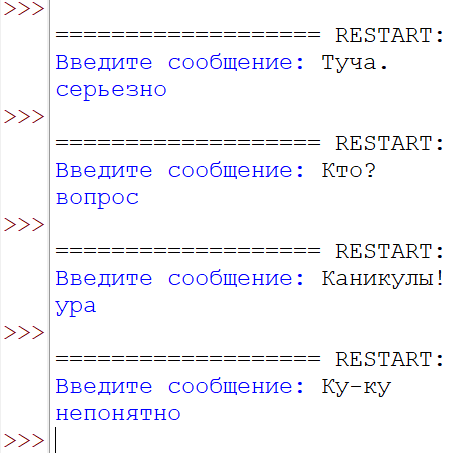 >>>
=================== RESTART:
Введите сообщение: Туча.
серьезно
>>>
=================== RESTART:
Введите сообщение: Кто?
вопрос
>>>
=================== RESTART:
Введите сообщение: Каникулы!
ура
>>>
=================== RESTART:
Введите сообщение: Ку-ку
непонятно
>>>